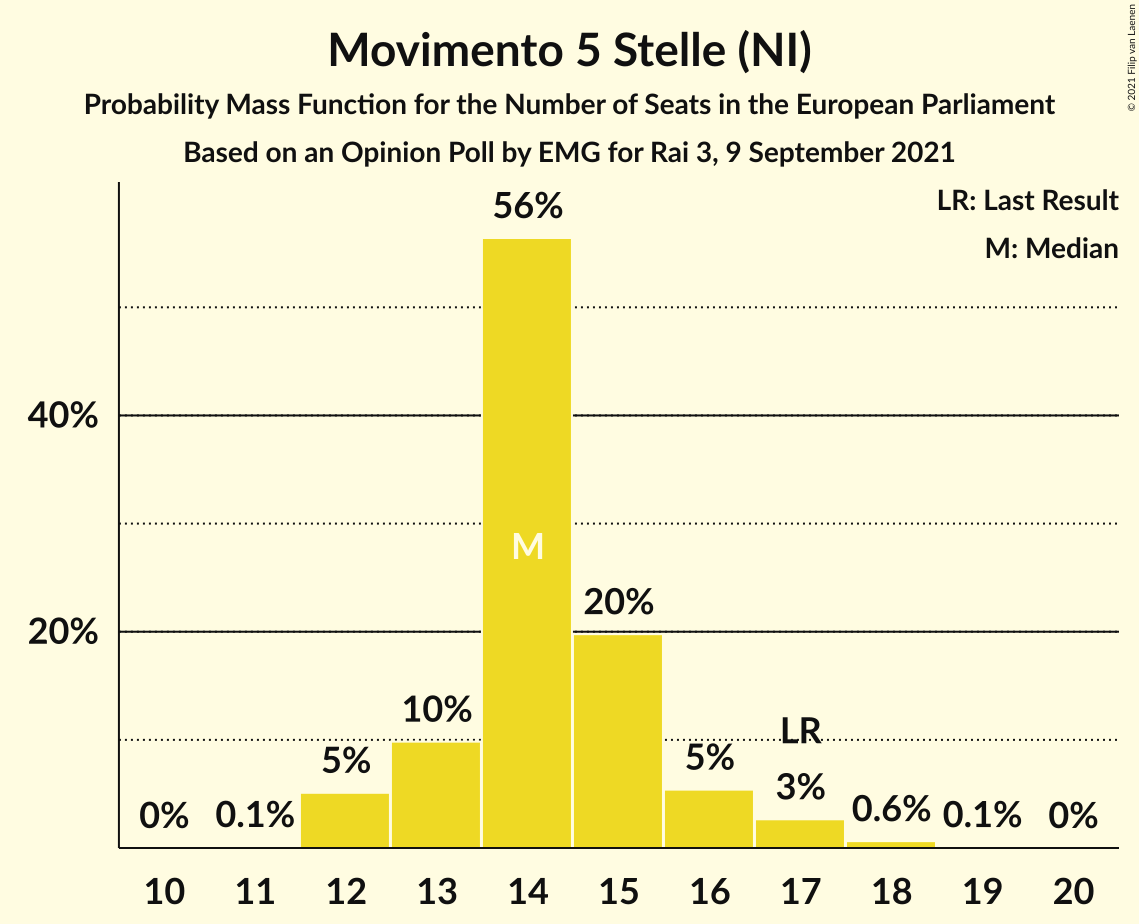 Movimento 5 Stelle (NI)
Probability Mass Function for the Number of Seats in the European Parliament
Based on an Opinion Poll by EMG for Rai 3, 9 September 2021
© 2021 Filip van Laenen
LR: Last Result
M: Median
56%
40%
M
20%
20%
10%
LR
5%
5%
3%
0%
0.1%
0.6%
0.1%
0%
10 11 12 13 14 15 16 17 18 19 20